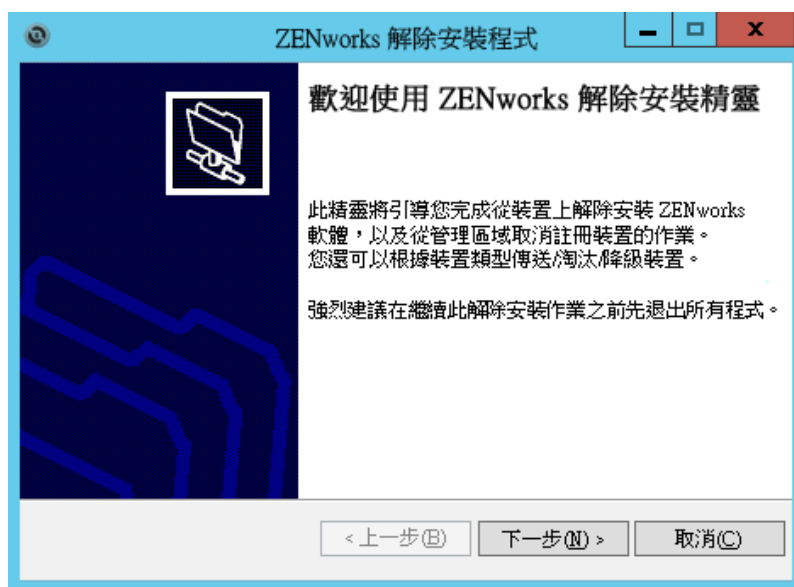 ZENworks 解除安裝程式
歡迎使用 ZENworks 解除安裝精靈
此精靈將引導您完成從裝置上解除安裝 ZENworks
軟體，以及從管理區域取消註冊裝置的作業。
您還可以根據裝置類型傳送/淘汰/降級裝置。
強烈建議在繼續此解除安裝作業之前先退出所有程式。
<上一步(B)
下一步(N) >
取消(C)